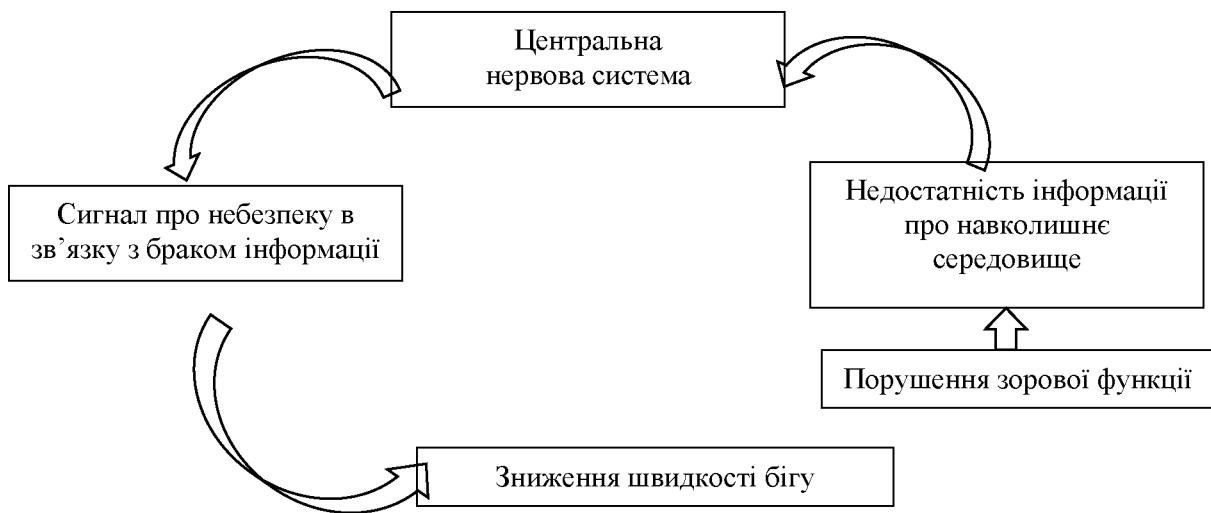 Центральна
нервова система
Сигнал про небезпеку в
зв’язку з браком інформації
Недостатність інформації
про навколишнє
середовище
Порушення зорової функції
Зниження швидкості бігу